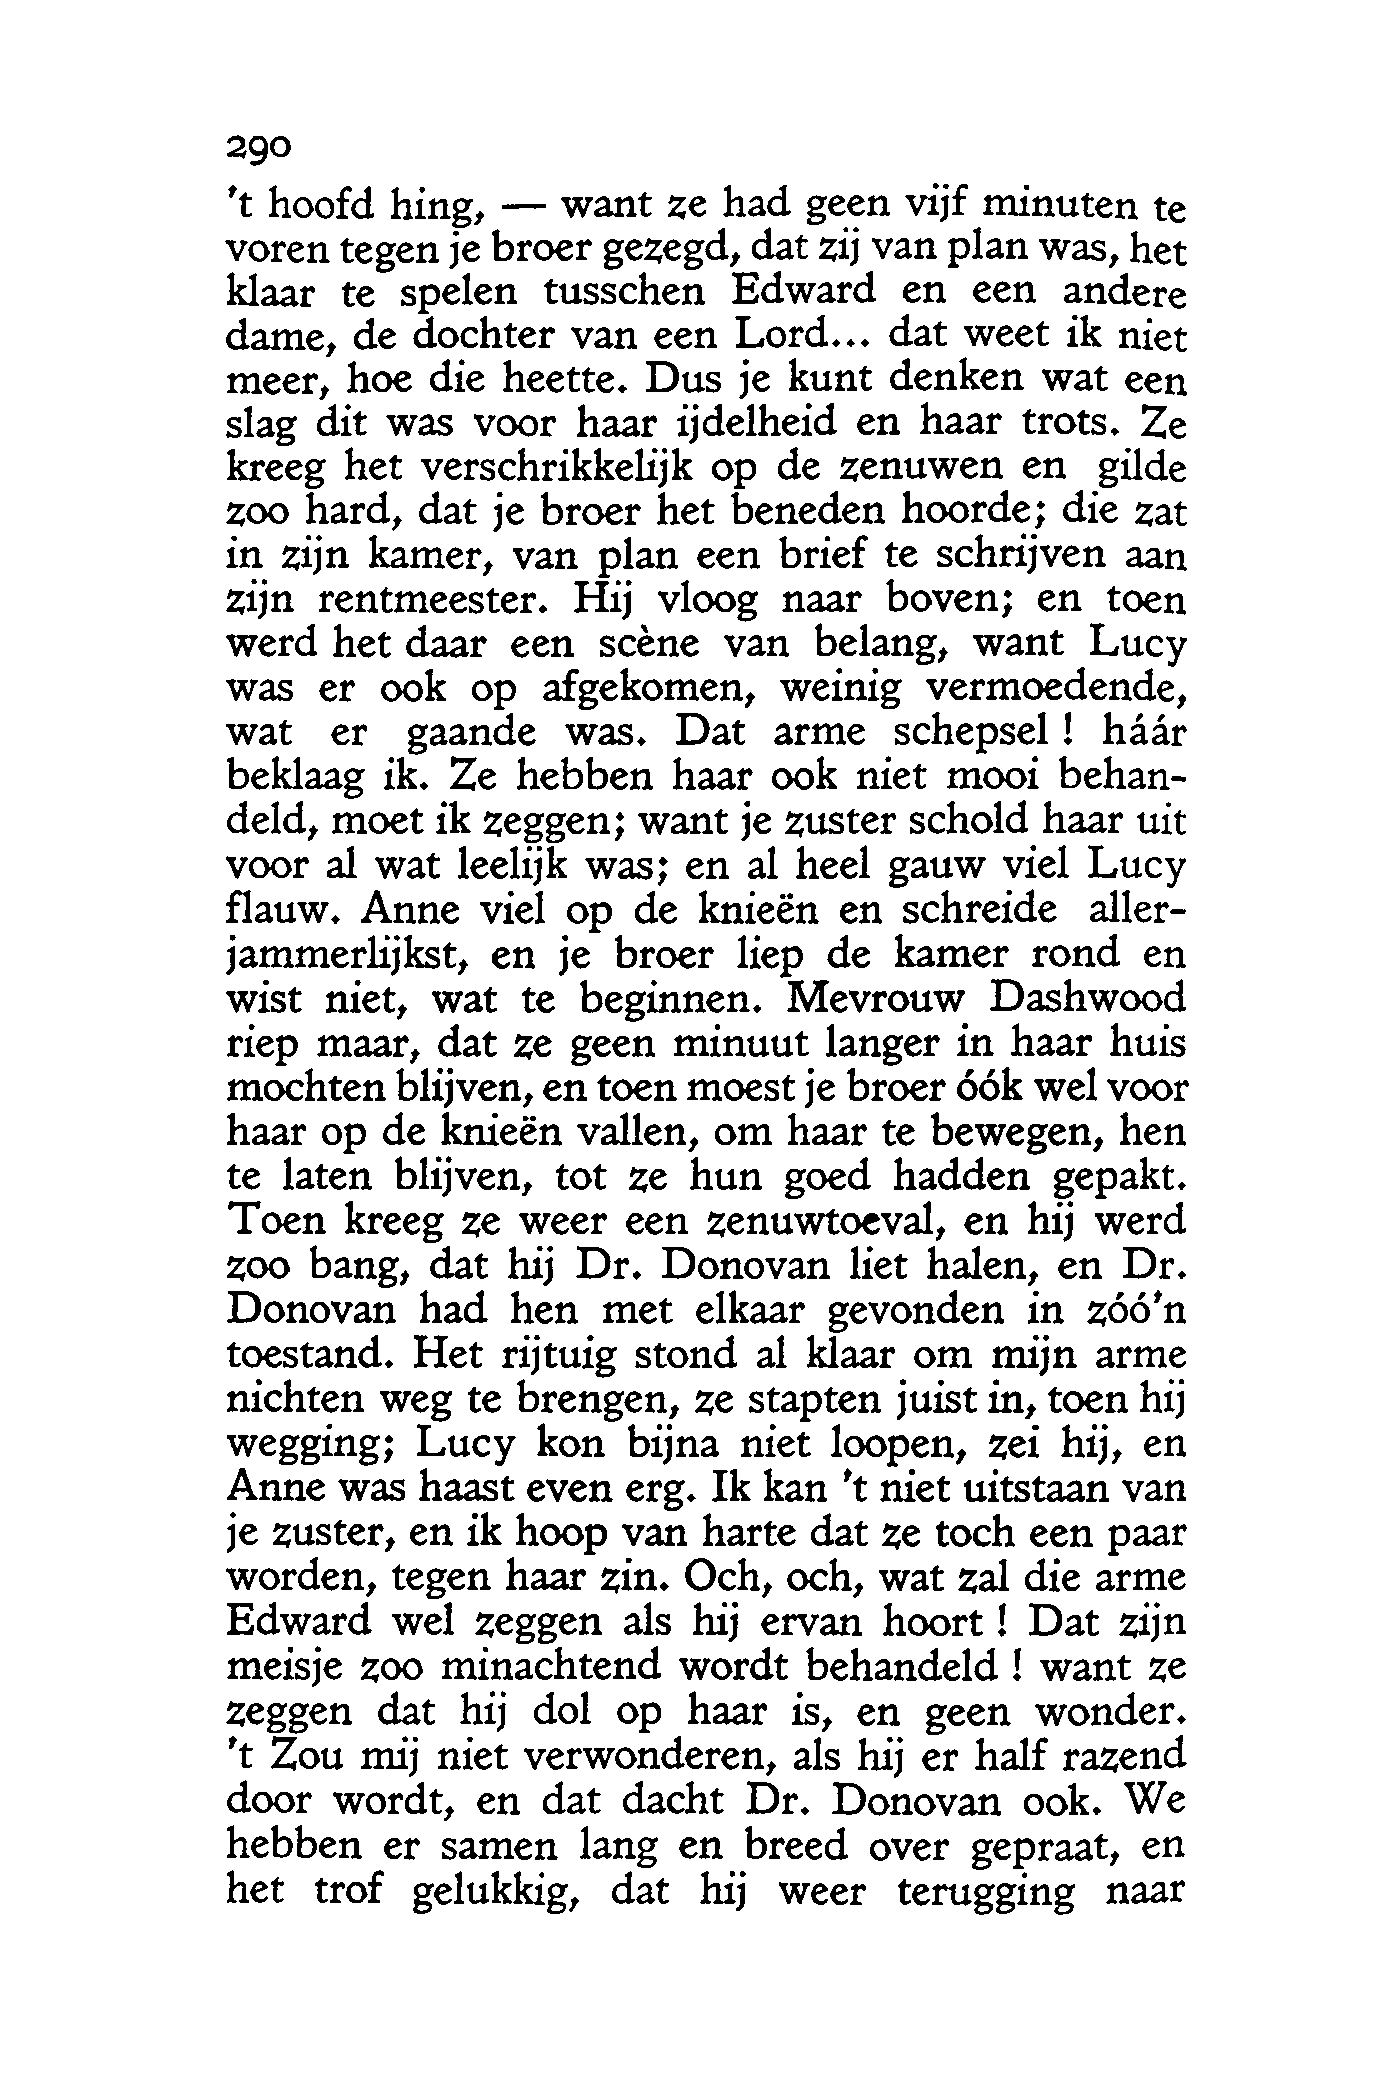 290
't hoofd hing, — want ze had geen vijf minuten te
voren tegen je broer gezegd, dat zij van plan was, het
klaar te spelen tusschen Edward en een andere
dame, de dochter van een Lord... dat weet ik niet
meer, hoe die heette. Dus je kunt denken wat een
slag dit was voor haar ijdelheid en haar trots. Ze
kreeg het verschrikkelijk op de zenuwen en gilde
zoo hard, dat je broer het beneden hoorde; die zat
in zijn kamer, van plan een brief te schrijven aan
zijn rentmeester. Hij vloog naar boven; en toen
werd het daar een scène van belang, want Lucy
was er ook op afgekomen, weinig vermoedende,
wat er gaande was. Dat arme schepsel ! háár
beklaag ik. Ze hebben haar ook niet mooi behan-
deld, moet ik zeggen; want je zuster schold haar uit
voor al wat leelijk was; en al heel gauw viel Lucy
flauw. Anne viel op de knieën en schreide aller-
jammerlijkst, en je broer liep de kamer rond en
wist niet, wat te beginnen. Mevrouw Dashwood
riep maar, dat ze geen minuut langer in haar huis
mochten blijven, en toen moest je broer óók wel voor
haar op de knieën vallen, om haar te bewegen, hen
te laten blijven, tot ze hun goed hadden gepakt.
Toen kreeg ze weer een zenuwtoeval, en hij werd
zoo bang, dat hij Dr. Donovan liet halen, en Dr.
Donovan had hen met elkaar gevonden in zóó'n
toestand. Het rijtuig stond al klaar om mijn arme
nichten weg te brengen, ze stapten juist in, toen hij
wegging; Lucy kon bijna niet loopen, zei hij, en
Anne was haast even erg. Ik kan 't niet uitstaan van
je zuster, en ik hoop van harte dat ze toch een paar
worden, tegen haar zin. Och, och, wat zal die arme
Edward wel zeggen als hij ervan hoort ! Dat zijn
meisje zoo minachtend wordt behandeld ! want ze
zeggen dat hij dol op haar is, en geen wonder.
't Zou mij niet verwonderen, als hij er half razend
door wordt, en dat dacht Dr. Donovan ook. We
hebben er samen lang en breed over gepraat, en
het trof gelukkig, dat hij weer terugging naar